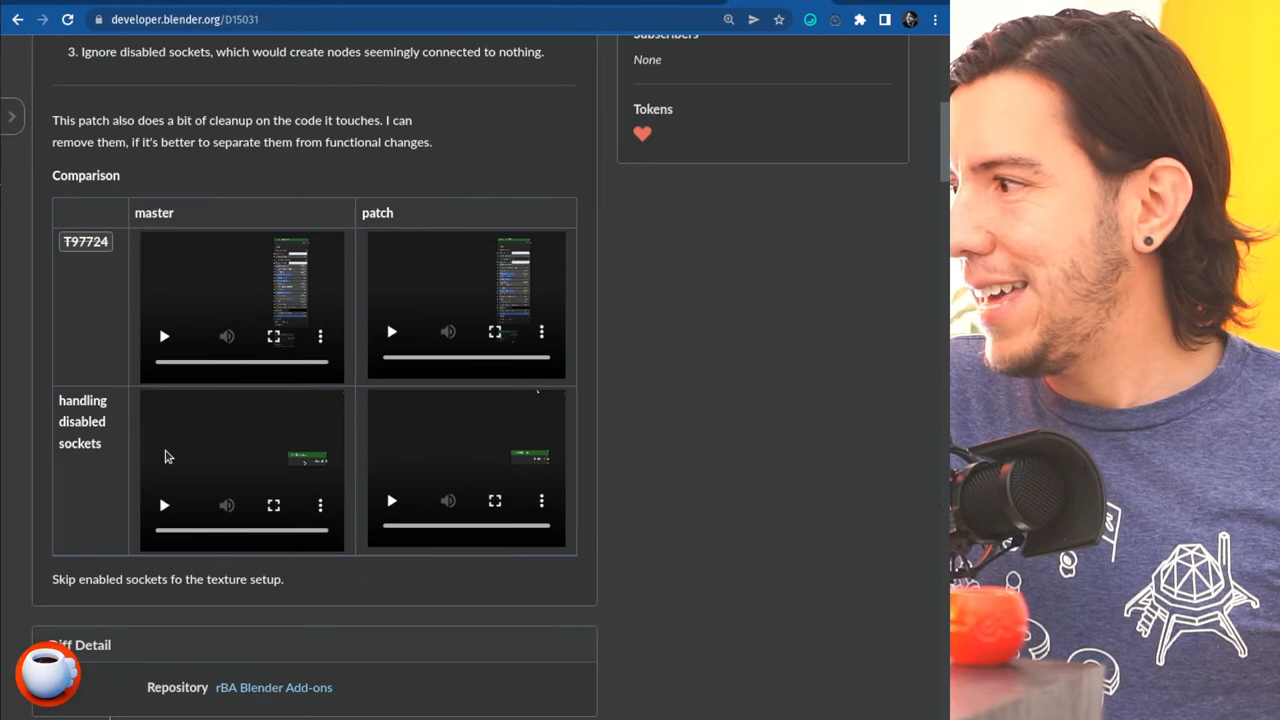 developer.blender.org/D15031
3. Ignore disabled sockets, which would create nodes seemingly connected to nothing.
Subscribers
None
Tokens
This patch also does a bit of cleanup on the code it touches. I can
remove them, if it's better to separate them from functional changes.
Comparison
master
patch
T97724
handling
disabled
sockets
Skip enabled sockets fo the texture setup.
Diff Detail
Repository rBA Blender Add-ons